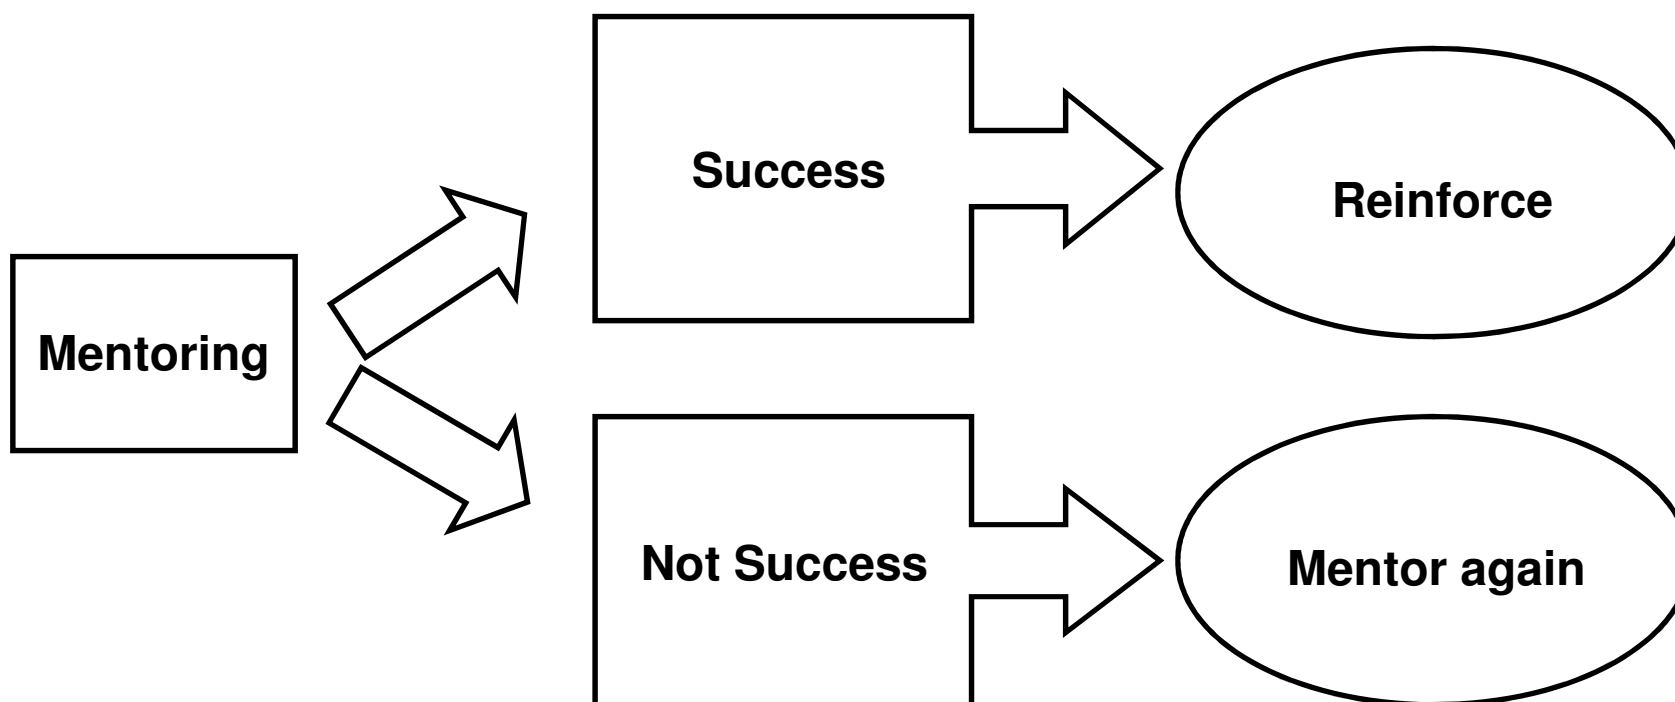 Success
Reinforce
Mentoring
Not Success
Mentor again